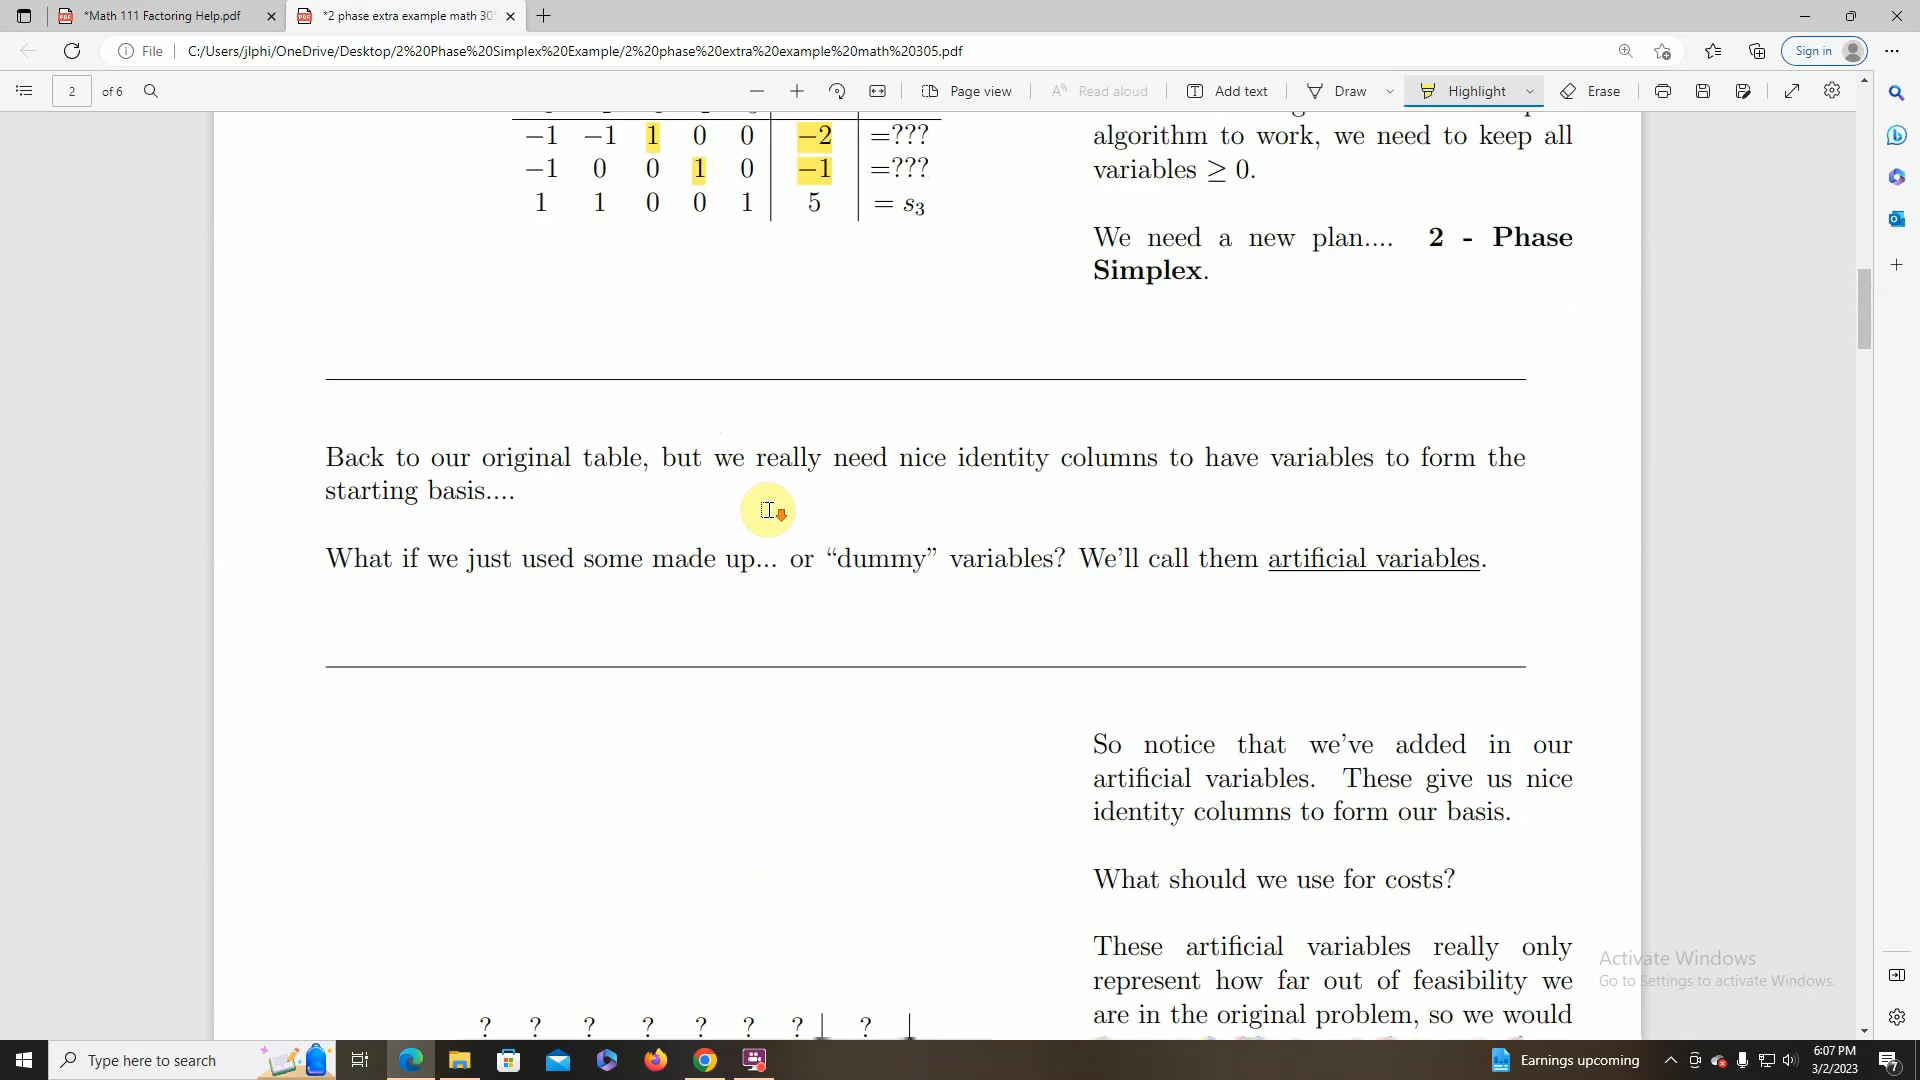 *Math 111 Factoring Help.pdf
*2 phase extra example math 305
File
C:/Users/jlphi/OneDrive/Desktop/2%20Phase%20Simplex%20Example/2%20phase%20extra%20example%20math%20305.pdf
Sign in
2 of 6
Page view
Read aloud
Add text
Draw
Highlight
Erase
−1 −1 1 0 0 −2 =???
−1 0 0 1 0 −1 =???
1 1 0 0 1 5 = s3
algorithm to work, we need to keep all
variables ≥ 0.
We need a new plan.... 2 - Phase
Simplex.
Back to our original table, but we really need nice identity columns to have variables to form the
starting basis....
What if we just used some made up... or “dummy” variables? We’ll call them artificial variables.
So notice that we’ve added in our
artificial variables. These give us nice
identity columns to form our basis.
What should we use for costs?
These artificial variables really only
represent how far out of feasibility we
are in the original problem, so we would
? ? ? ? ? ? ? ?
Activate Windows
Go to Settings to activate Windows.
Type here to search
Earnings upcoming
6:07 PM
3/2/2023
7